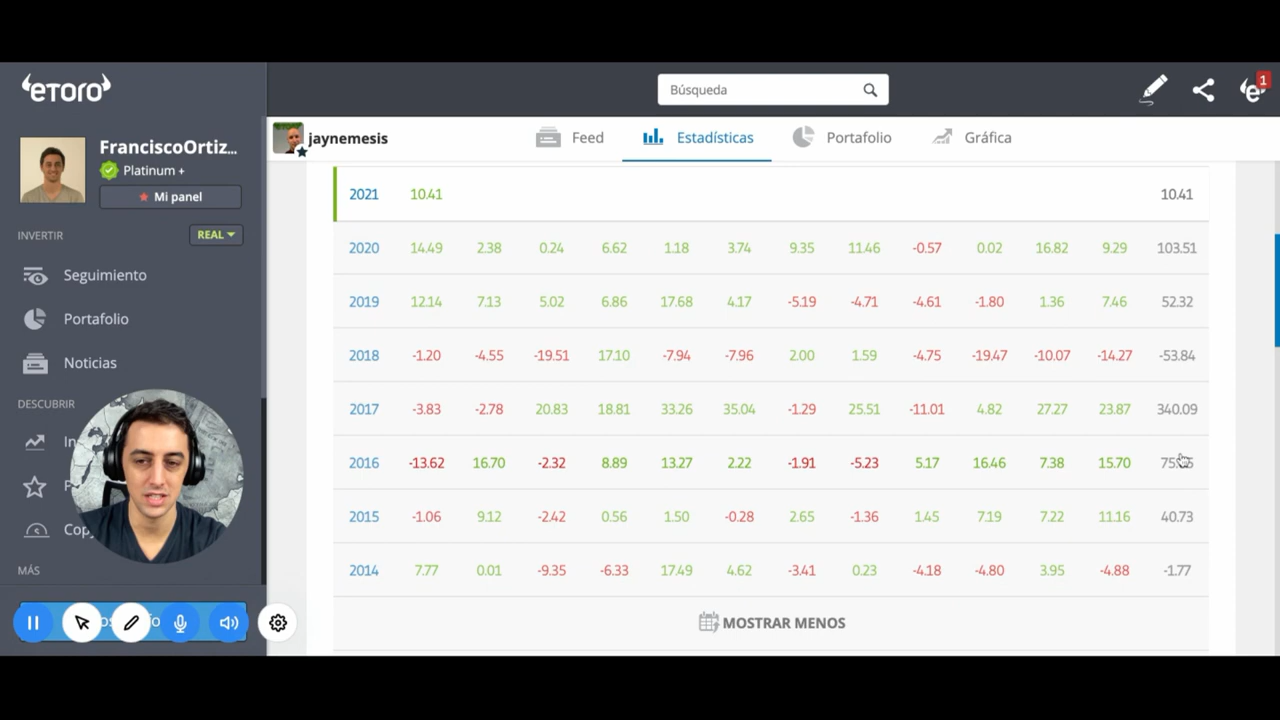 eToro
Búsqueda
1
FranciscoOrtiz...
Platinum +
Mi panel
INVERTIR
REAL
Seguimiento
Portafolio
Noticias
DESCUBRIR
MÁS
jaynemesis
Feed
Estadísticas
Portafolio
Gráfica
2021 10.41 10.41
2020 14.49 2.38 0.24 6.62 1.18 3.74 9.35 11.46 -0.57 0.02 16.82 9.29 103.51
2019 12.14 7.13 5.02 6.86 17.68 4.17 -5.19 -4.71 -4.61 -1.80 1.36 7.46 52.32
2018 -1.20 -4.55 -19.51 17.10 -7.94 -7.96 2.00 1.59 -4.75 -19.47 -10.07 -14.27 -53.84
2017 -3.83 -2.78 20.83 18.81 33.26 35.04 -1.29 25.51 -11.01 4.82 27.27 23.87 340.09
2016 -13.62 16.70 -2.32 8.89 13.27 2.22 -1.91 -5.23 5.17 16.46 7.38 15.70
2015 -1.06 9.12 -2.42 0.56 1.50 -0.28 2.65 -1.36 1.45 7.19 7.22 11.16 40.73
2014 7.77 0.01 -9.35 -6.33 17.49 4.62 -3.41 0.23 -4.18 -4.80 3.95 -4.88 -1.77
MOSTRAR MENOS